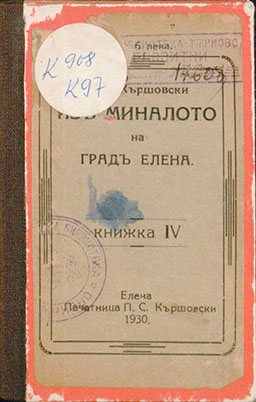 6 лева.
К 908
К97
Кършовски
ИЗЪ МИНАЛОТО
на
ГРАДЪ ЕЛЕНА.
КНИЖКА IV
Елена
Печатница П. С. Кършовски
1930.